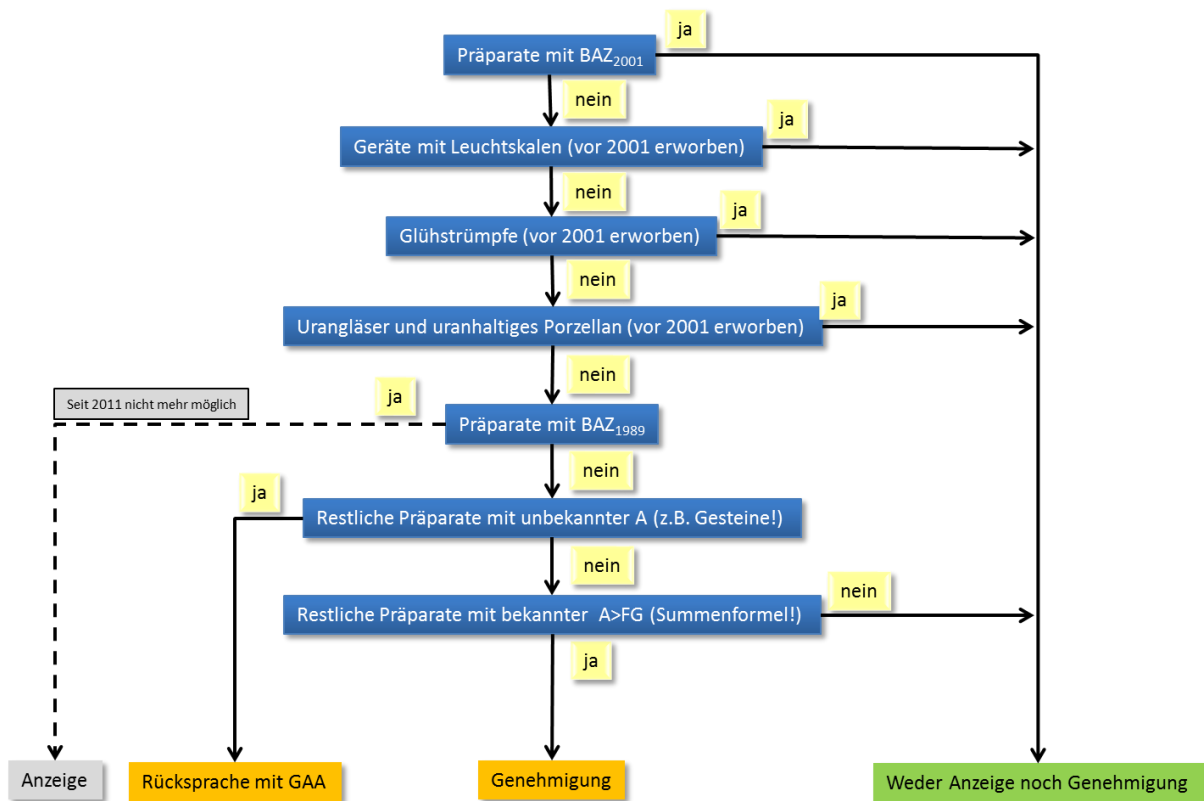 ja
Präparate mit BAZ2001
nein
ja
Geräte mit Leuchtskalen (vor 2001 erworben)
nein
ja
Glühstrümpfe (vor 2001 erworben)
nein
ja
Urangläser und uranhaltiges Porzellan (vor 2001 erworben)
nein
Seit 2011 nicht mehr möglich
ja
Präparate mit BAZ1989
nein
ja
Restliche Präparate mit unbekannter A (z.B. Gesteine!)
nein
nein
Restliche Präparate mit bekannter A>FG (Summenformel!)
ja
Anzeige
Rücksprache mit GAA
Genehmigung
Weder Anzeige noch Genehmigung